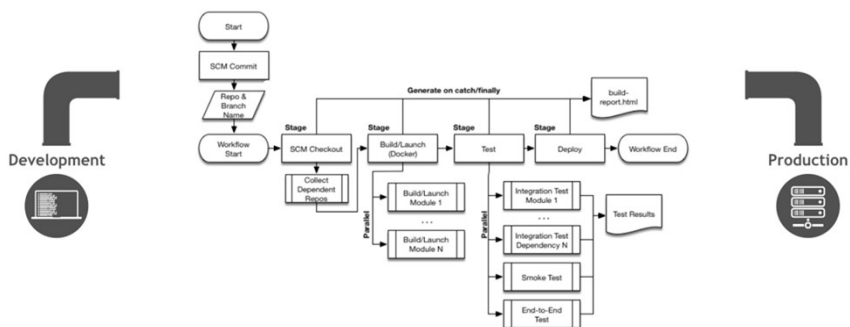 Start
SCM Commit
Repo &
Branch
Name
Generate on catch/finally
build-
report.html
Stage
Stage
Stage
Stage
Workflow
Start
SCM Checkout
Build/Launch
(Docker)
Test
Deploy
Workflow End
Collect
Dependent
Repos
Parallel
Build/Launch
Module 1
...
Build/Launch
Module N
Parallel
Integration Test
Module 1
...
Integration Test
Dependency N
Smoke Test
End-to-End
Test
Test Results
Development
Production